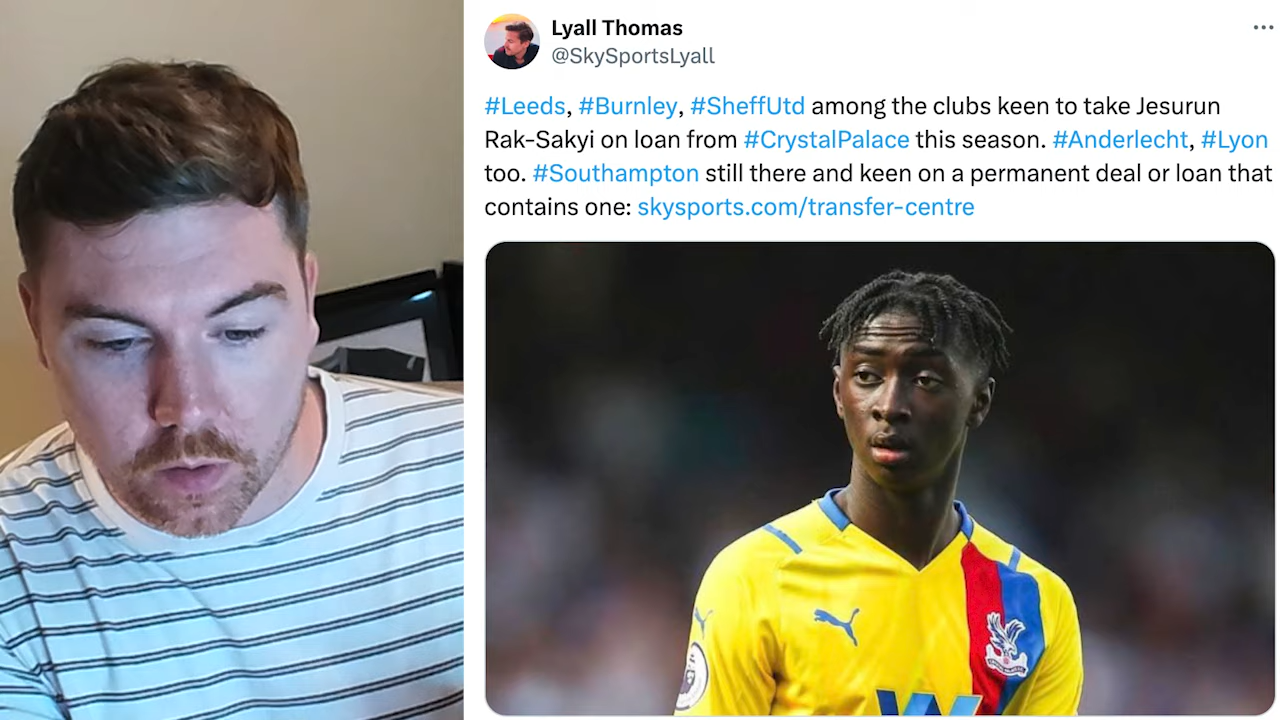 Lyall Thomas
@SkySportsLyall
#Leeds, #Burnley, #SheffUtd among the clubs keen to take Jesurun
Rak-Sakyi on loan from #CrystalPalace this season. #Anderlecht, #Lyon
too. #Southampton still there and keen on a permanent deal or loan that
contains one: skysports.com/transfer-centre